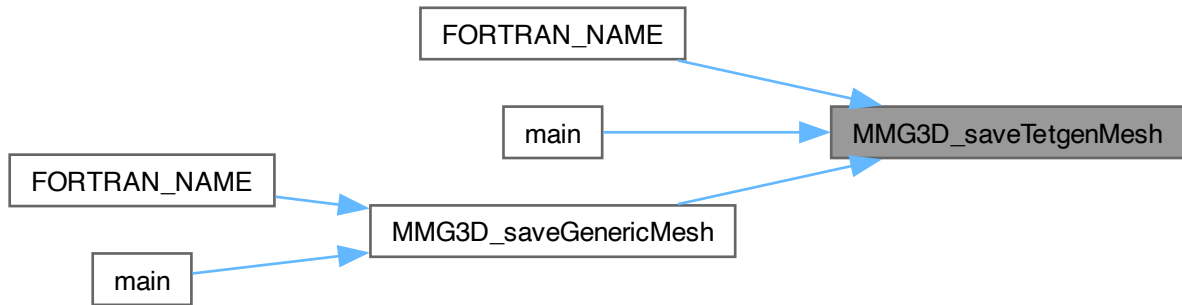 FORTRAN_NAME
main
MMG3D_saveTetgenMesh
FORTRAN_NAME
MMG3D_saveGenericMesh
main